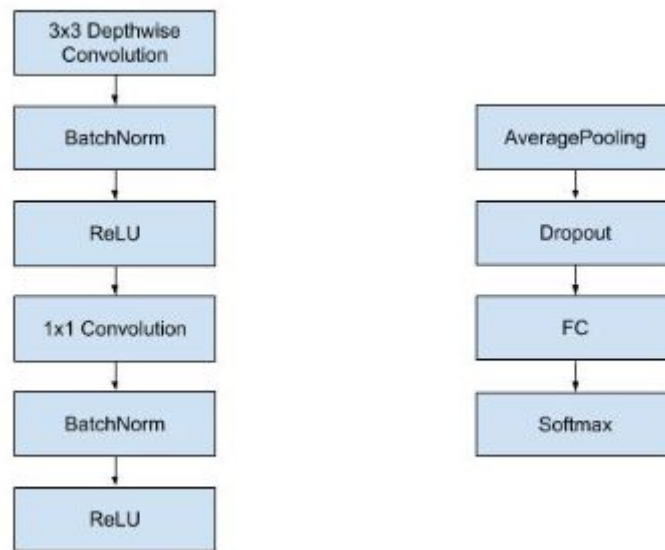 3x3 Depthwise
Convolution
BatchNorm
ReLU
1x1 Convolution
BatchNorm
ReLU
AveragePooling
Dropout
FC
Softmax